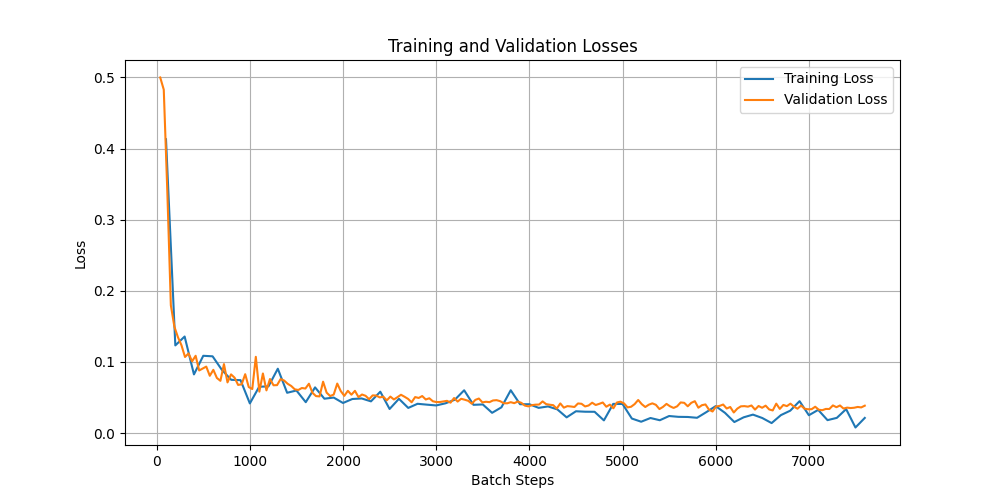 Training and Validation Losses
Training Loss
Validation Loss
Loss
0.5
0.4
0.3
0.2
0.1
0.0
0
1000
2000
3000
4000
5000
6000
7000
Batch Steps